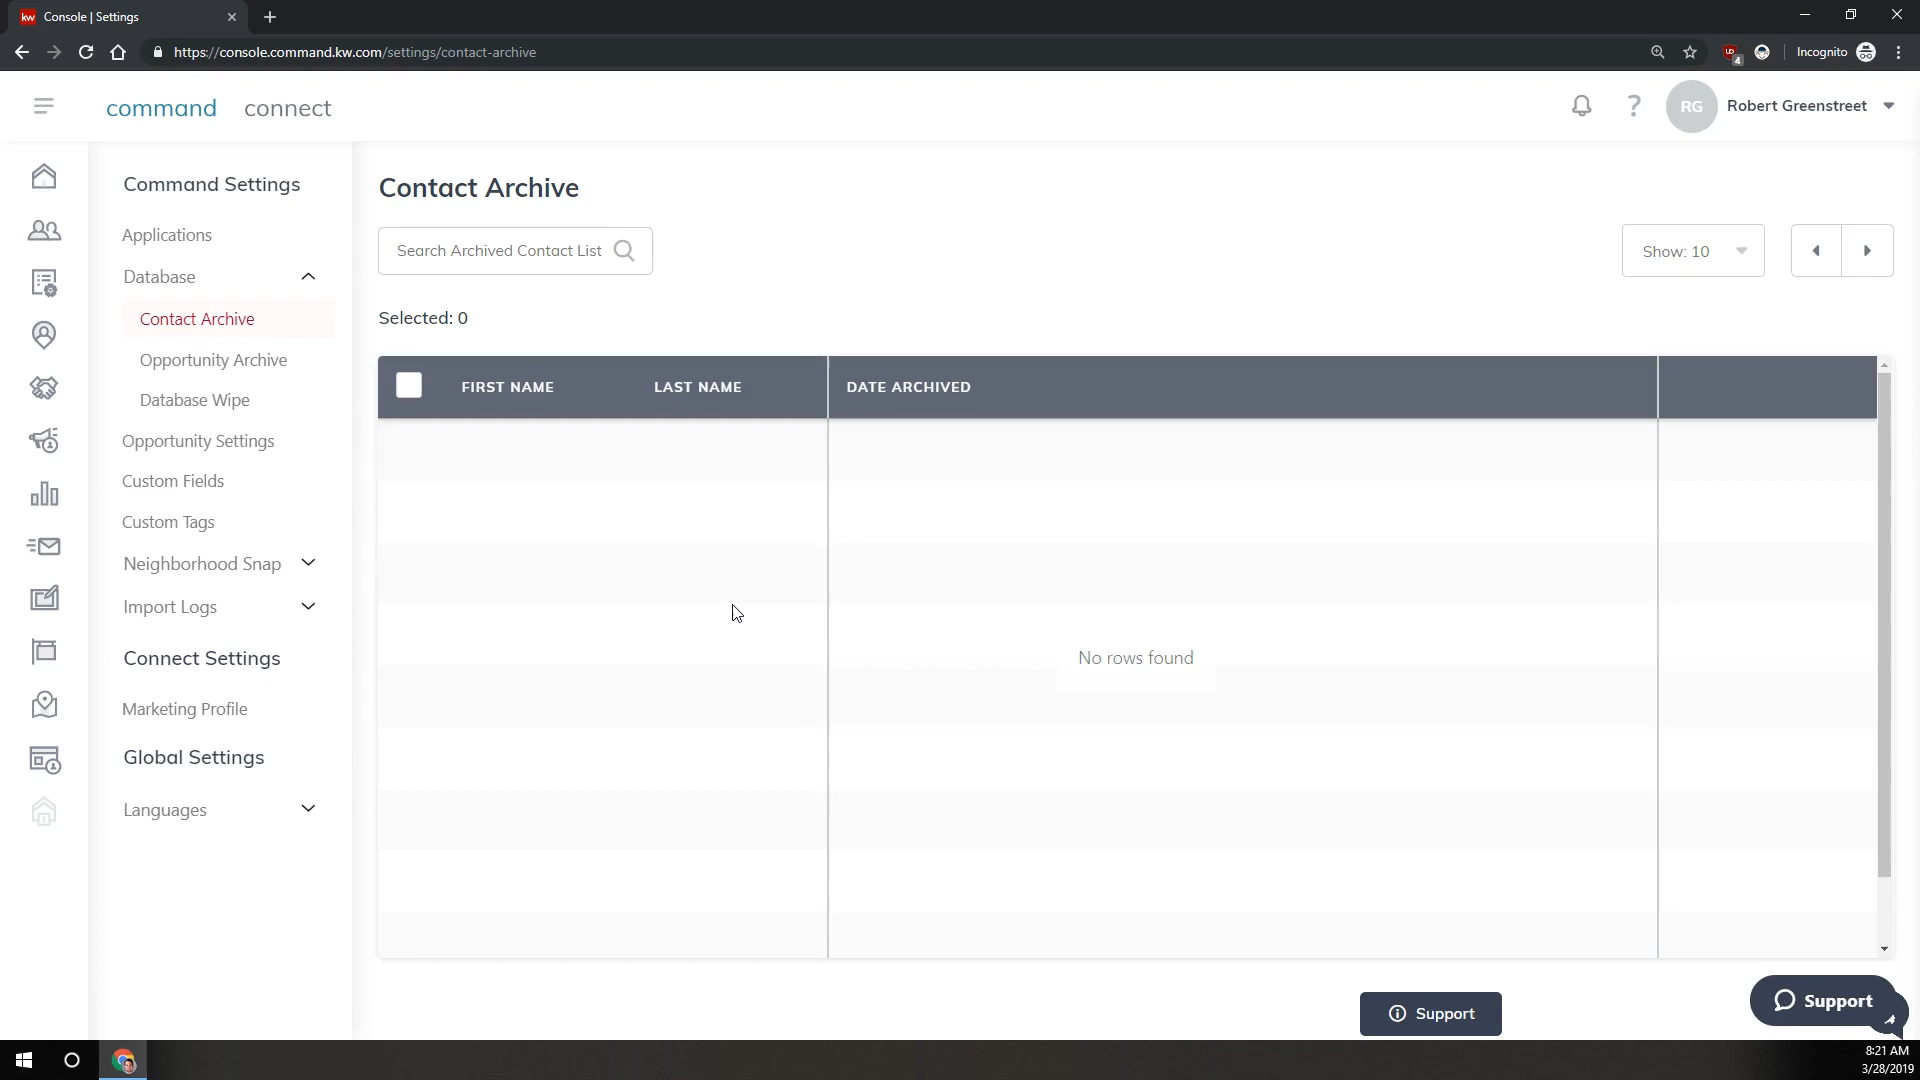 kw Console | Settings
https://console.command.kw.com/settings/contact-archive
4
Incognito
command connect
?
RG Robert Greenstreet
Command Settings
Applications
Database
Contact Archive
Opportunity Archive
Database Wipe
Opportunity Settings
Custom Fields
Custom Tags
Neighborhood Snap
Import Logs
Connect Settings
Marketing Profile
Global Settings
Languages
Contact Archive
Search Archived Contact List
Show: 10
Selected: 0
FIRST NAME LAST NAME DATE ARCHIVED
No rows found
Support
Support
8:21 AM
3/28/2019